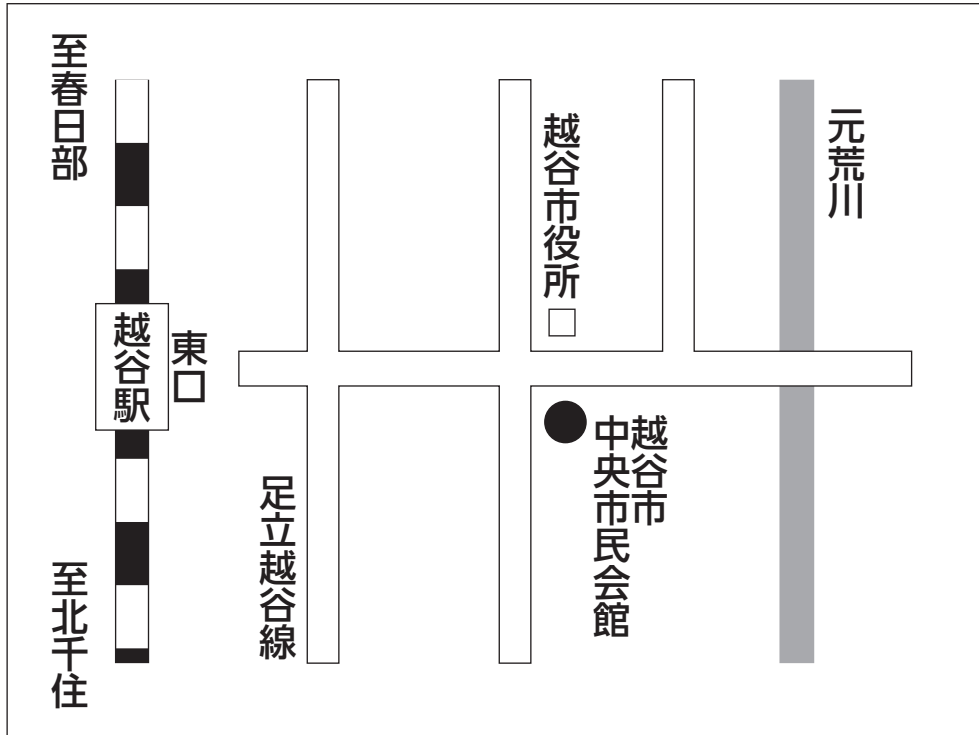 至春日部
越谷駅
東口
至北千住
足立越谷線
越谷市役所
越谷市
中央市民会館
元荒川